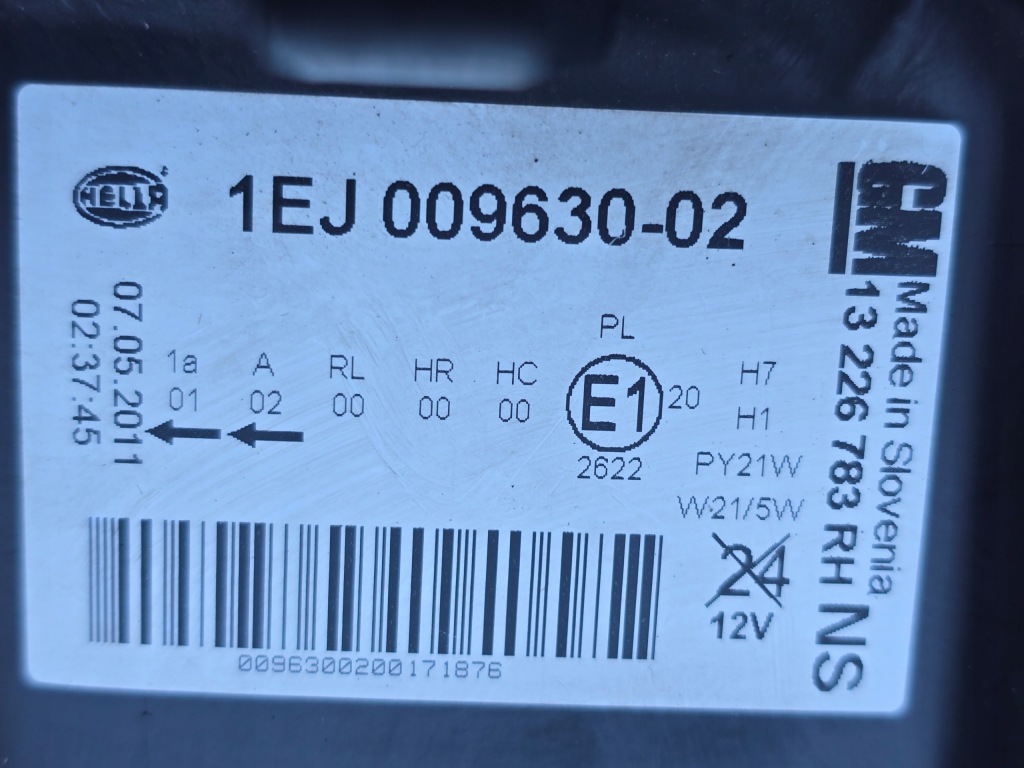 HELLA
1EJ 009630-02
GM
13 226 783 RH NS
Made in Slovenia
07.05.2011
02:37:45
1a
01
A
02
RL
00
HR
00
HC
00
PL
E1
20
2622
H7
H1
PY21W
W21/5W
24
12V
0096300200171876